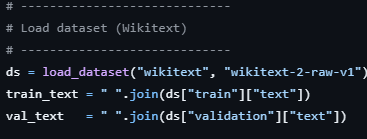 # ------------------------------
# Load dataset (Wikitext)
# ------------------------------
ds = load_dataset("wikitext", "wikitext-2-raw-v1")
train_text = " ".join(ds["train"]["text"])
val_text   = " ".join(ds["validation"]["text"])